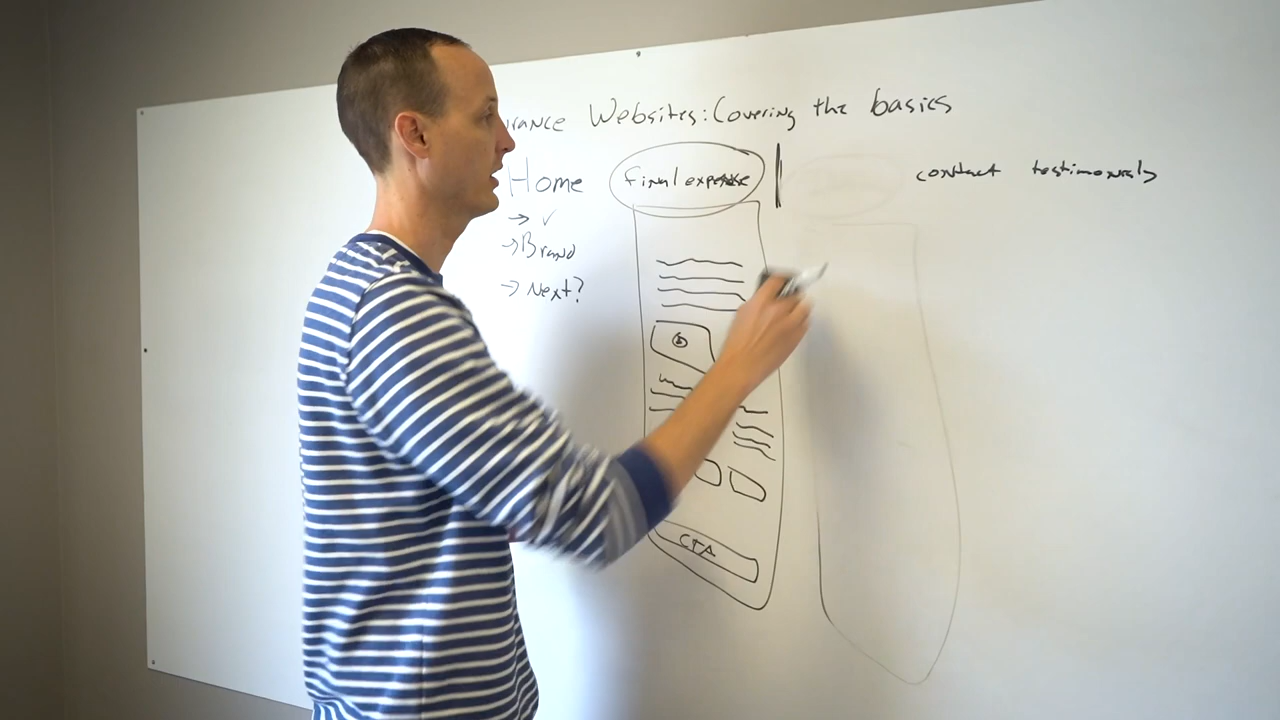 Websites: Covering the basics
Home
final expense
contact
testimonials
→ ✓
→ Brand
→ Next?
CTA